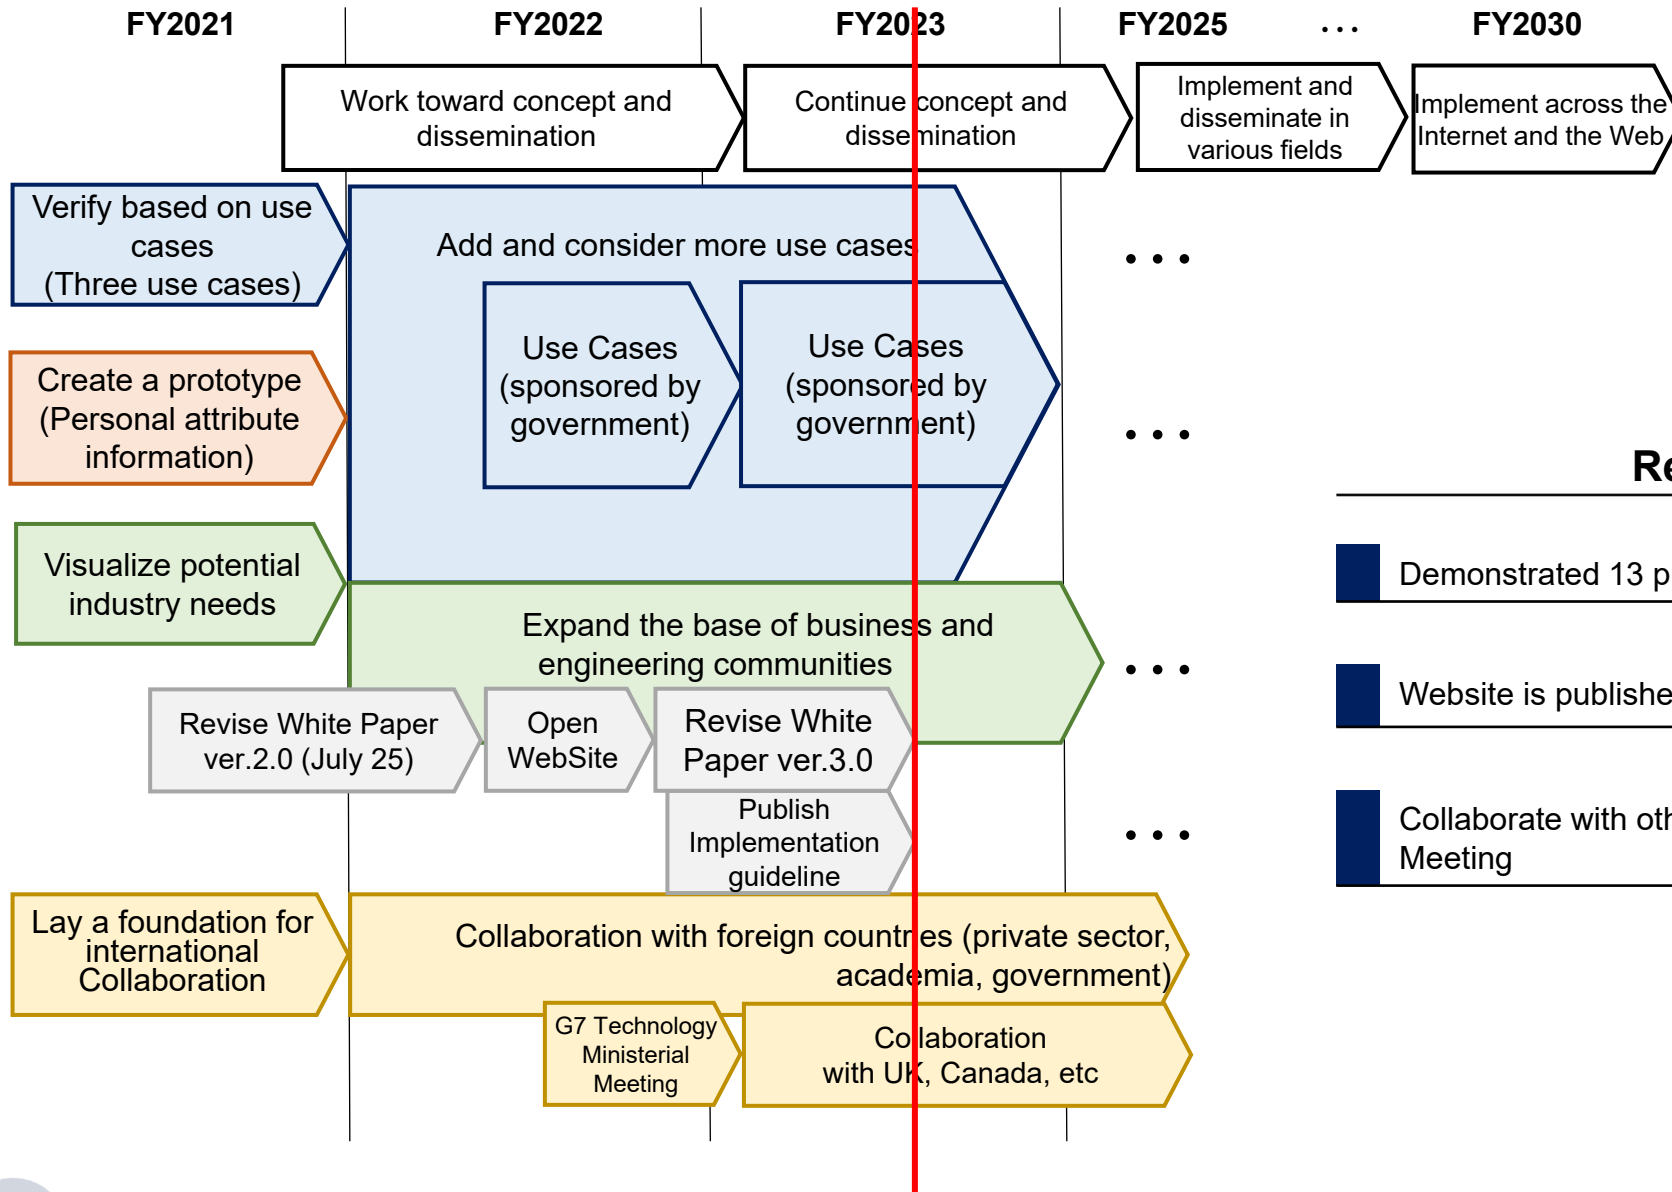 FY2021 FY2022 FY2023 FY2025 ... FY2030
Work toward concept and
dissemination
Continue concept and
dissemination
Implement and
disseminate in
various fields
Implement across the
Internet and the Web
Verify based on use
cases
(Three use cases)
Add and consider more use cases
...
Use Cases
(sponsored by
government)
Use Cases
(sponsored by
government)
Create a prototype
(Personal attribute
information)
...
Visualize potential
industry needs
Expand the base of business and
engineering communities
...
Revise White Paper
ver.2.0 (July 25)
Open
WebSite
Revise White
Paper ver.3.0
Publish
Implementation
guideline
...
Lay a foundation for
international
Collaboration
Collaboration with foreign countries (private sector,
academia, government)
G7 Technology
Ministerial
Meeting
Collaboration
with UK, Canada, etc
Demonstrated 13
Website is
Collaborate with
Meeting